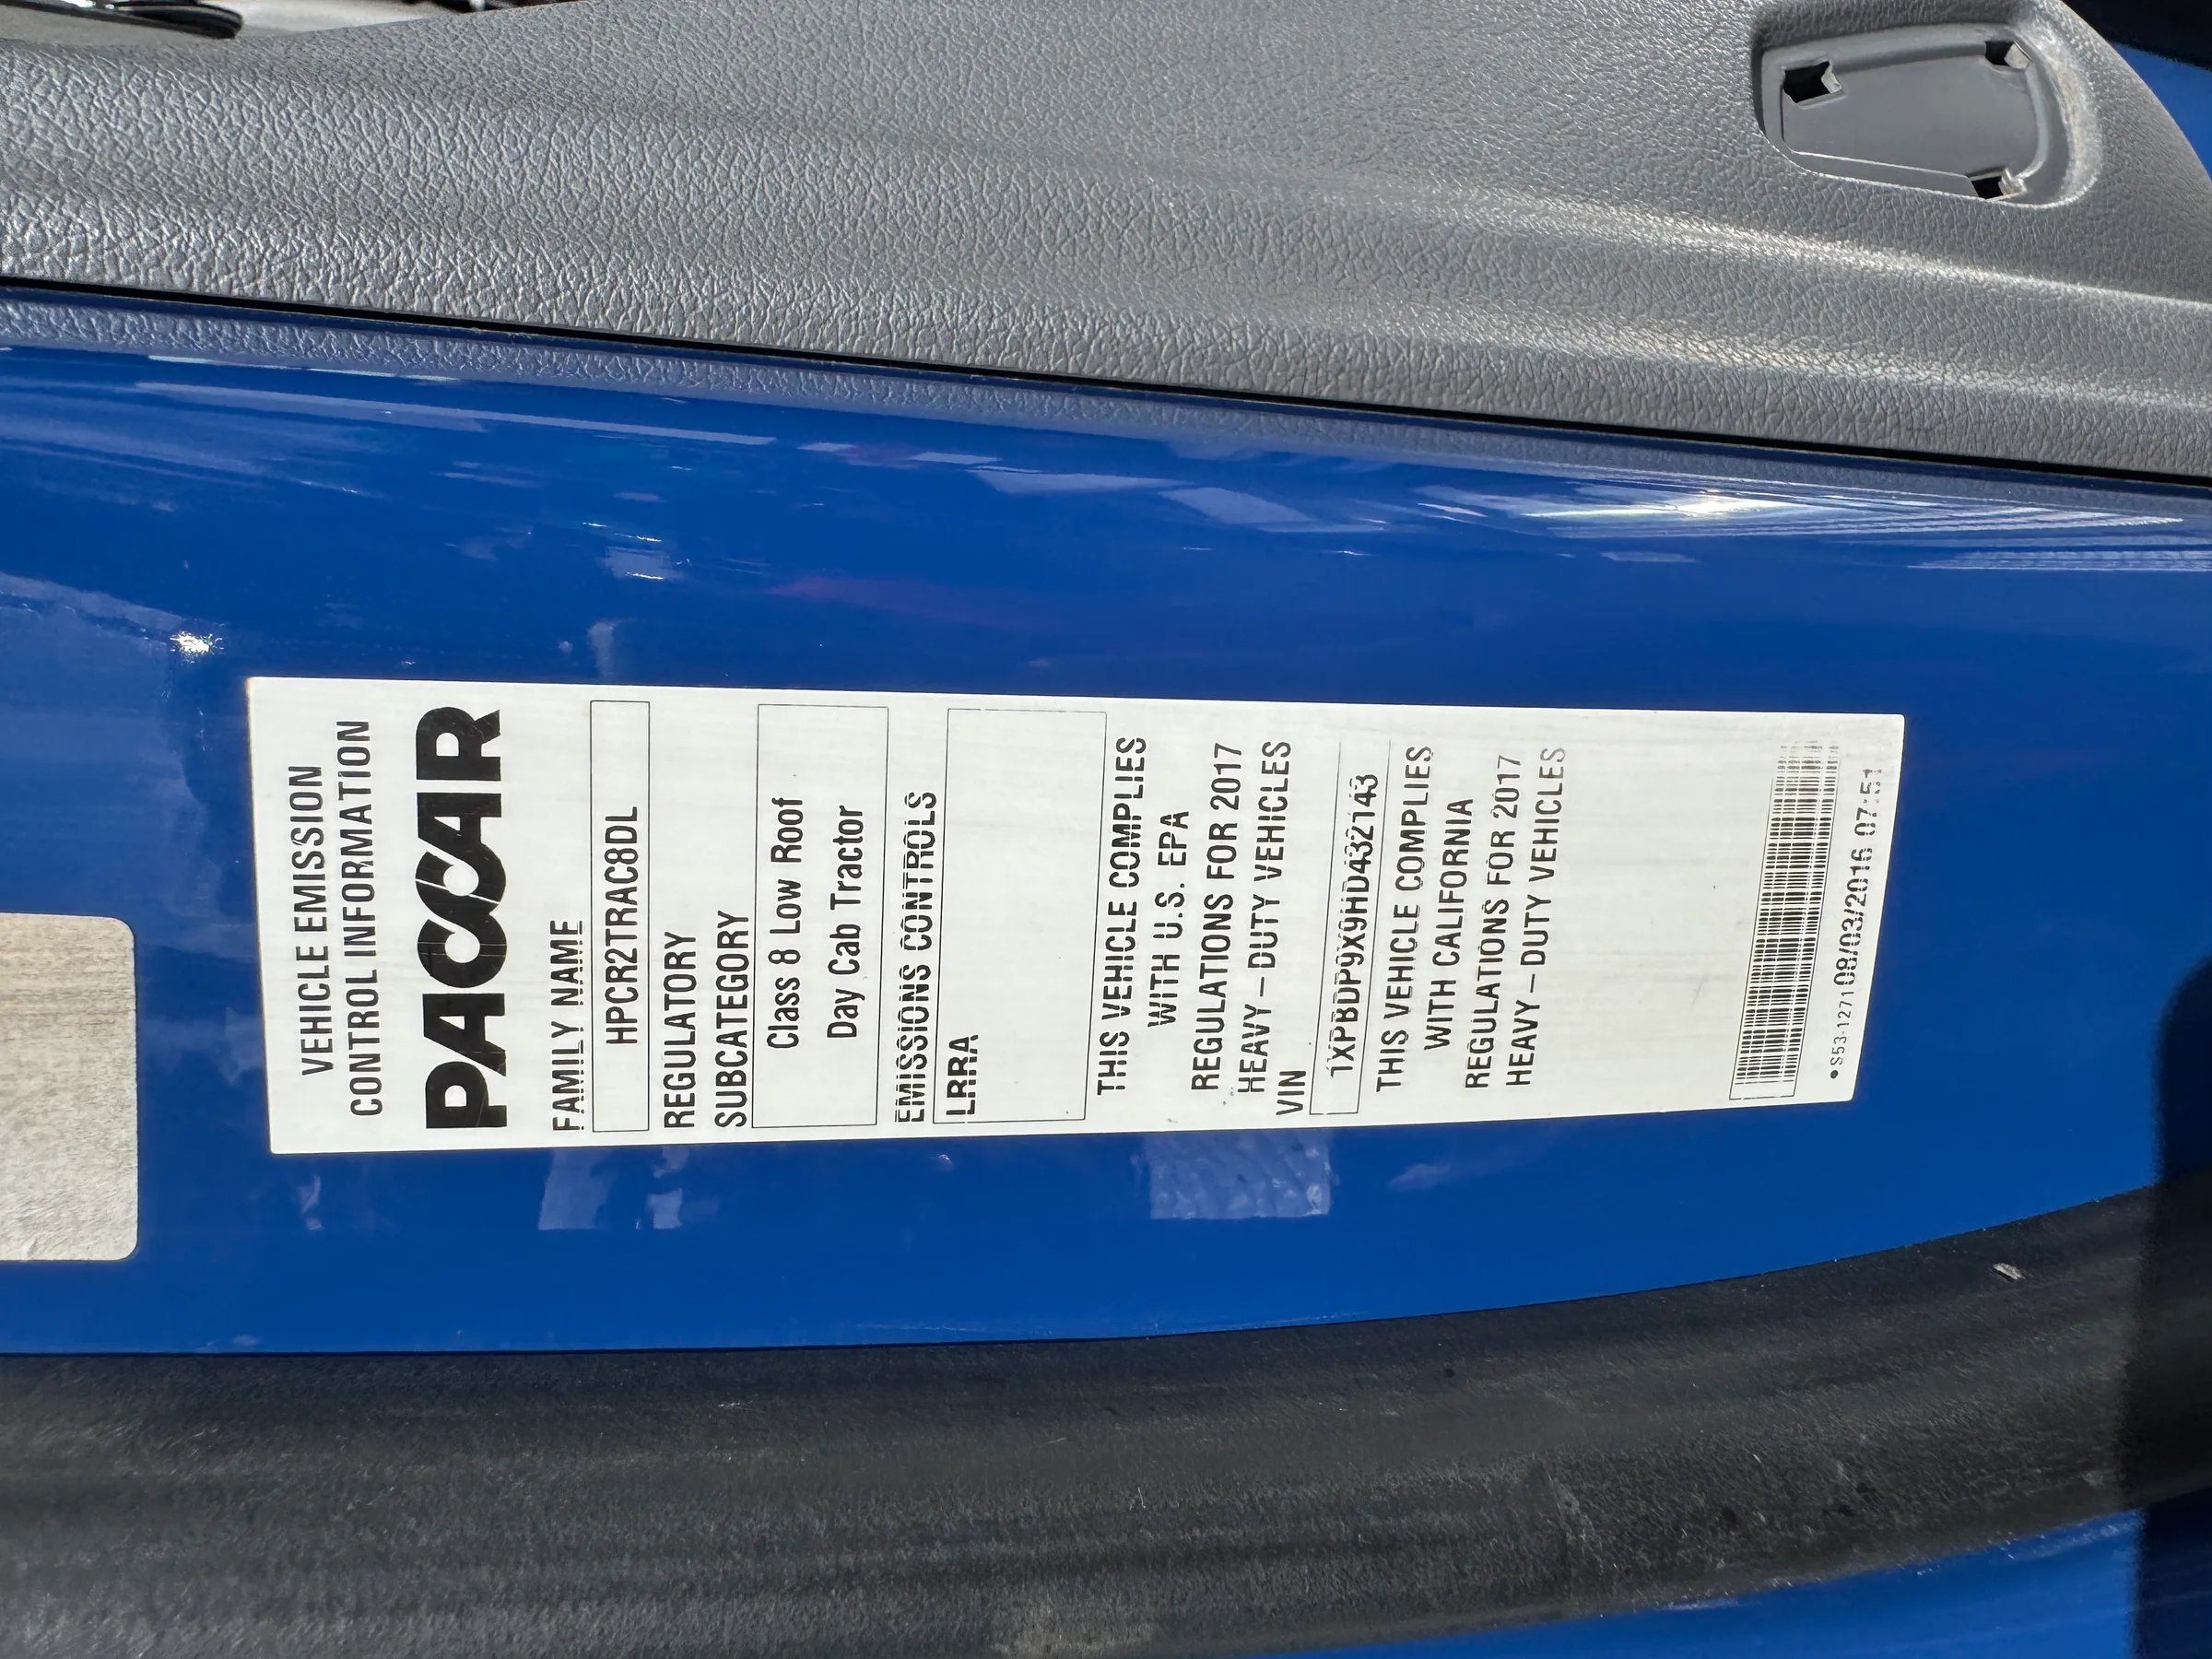 VEHICLE EMISSION
CONTROL INFORMATION
PACCAR
FAMILY NAME
HPCR2TRAC8DL
REGULATORY
SUBCATEGORY
Class 8 Low Roof
Day Cab Tractor
EMISSIONS CONTROLS
LRRA
THIS VEHICLE COMPLIES
WITH U.S. EPA
REGULATIONS FOR 2017
HEAVY – DUTY VEHICLES
VIN
1XPBDP9X9HD432143
THIS VEHICLE COMPLIES
WITH CALIFORNIA
REGULATIONS FOR 2017
HEAVY – DUTY VEHICLES
•S53-1271 08/03/2016 07:51